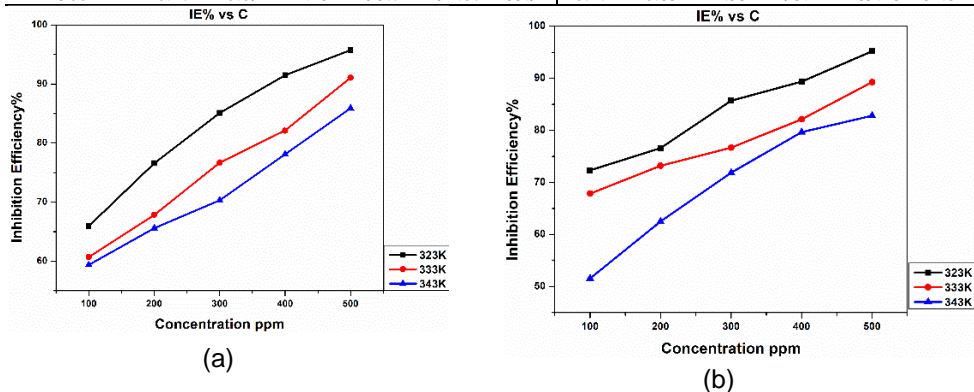 IE% vs C
100
90
80
70
60
100 200 300 400 500
Inhibition Efficiency%
Concentration ppm
323K
333K
343K
(a)
IE% vs C
100
90
80
70
60
50
100 200 300 400 500
Inhibition Efficiency%
Concentration ppm
323K
333K
343K
(b)